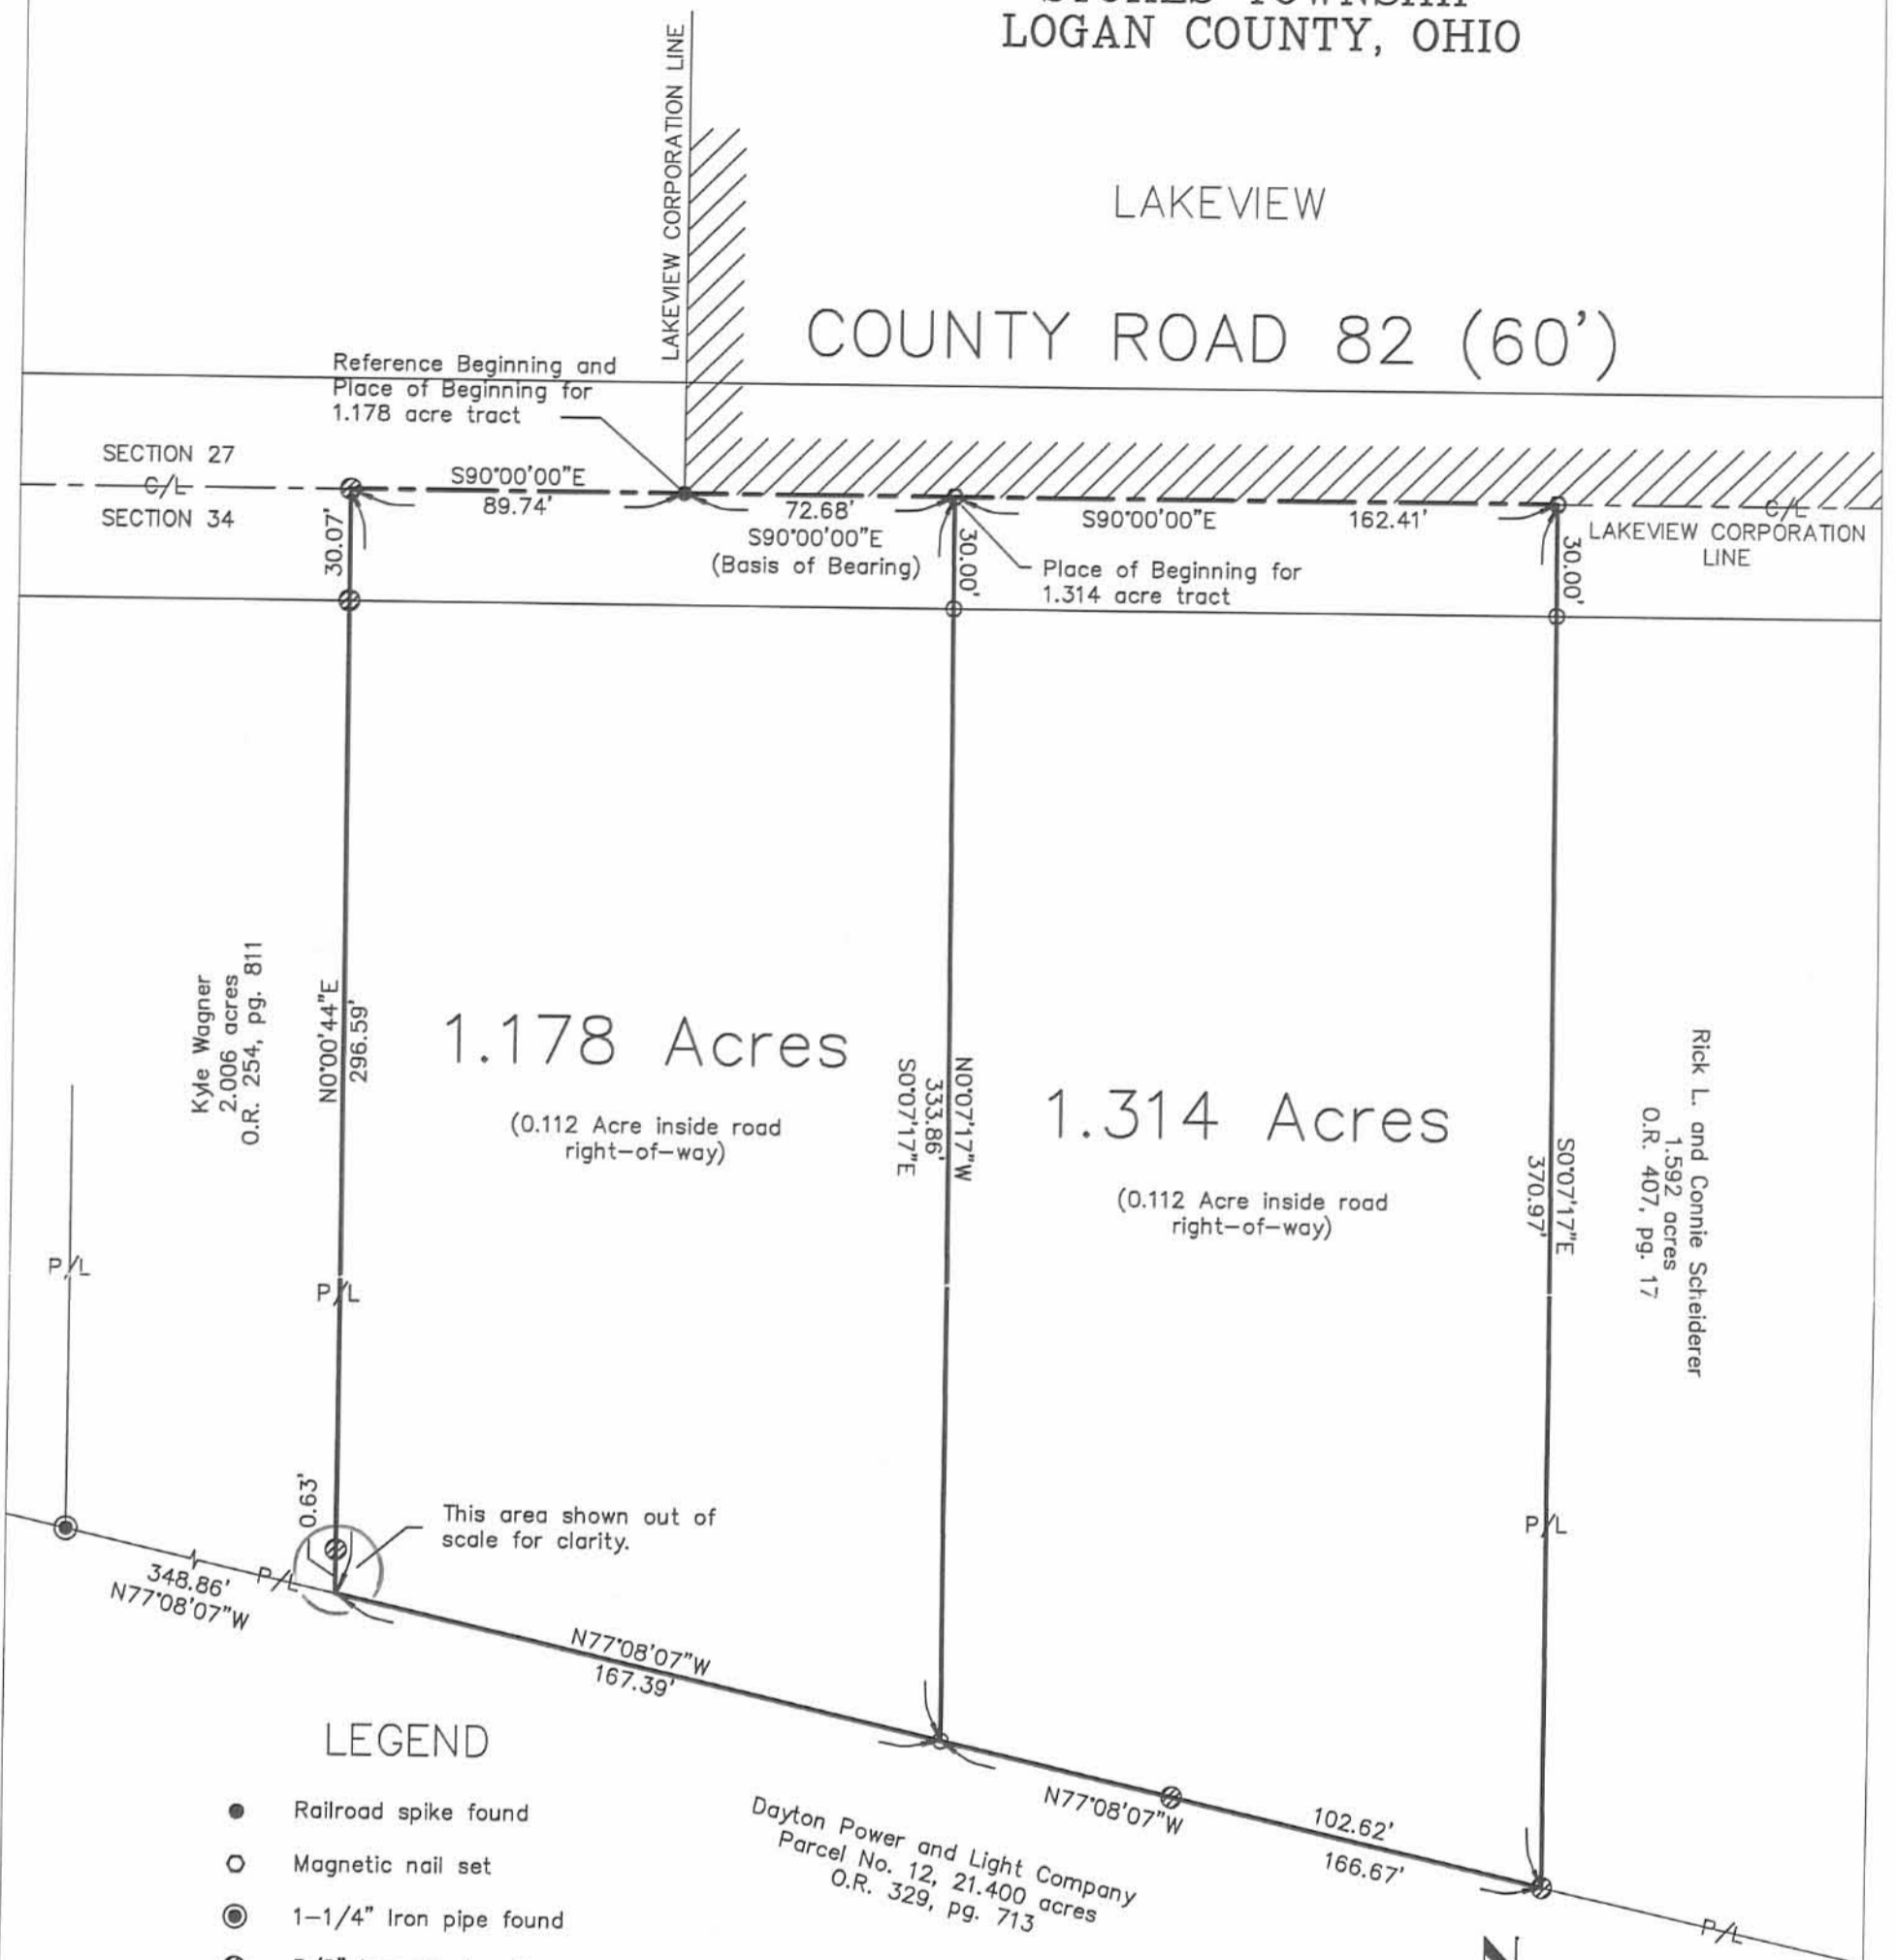 LOGAN COUNTY, OHIO
LAKEVIEW CORPORATION LINE
LAKEVIEW
COUNTY ROAD 82 (60')
Reference Beginning and
Place of Beginning for
1.178 acre tract
SECTION 27
C/L
SECTION 34
S90°00'00"E
89.74'
72.68'
S90°00'00"E
(Basis of Bearing)
S90°00'00"E
162.41'
C/L
LAKEVIEW CORPORATION
LINE
30.07'
30.00'
30.00'
Place of Beginning for
1.314 acre tract
Kyle Wagner
2.006 acres
O.R. 254, pg. 811
N0°00'44"E
296.59'
1.178 Acres
(0.112 Acre inside road
right-of-way)
N0°07'17"W
333.86'
S0°07'17"E
1.314 Acres
(0.112 Acre inside road
right-of-way)
S0°07'17"E
370.97'
Rick L. and Connie Scheiderer
1.592 acres
O.R. 407, pg. 17
P/L
P/L
P/L
0.63'
This area shown out of
scale for clarity.
348.86'
N77°08'07"W
P/L
N77°08'07"W
167.39'
N77°08'07"W
102.62'
166.67'
P/L
Dayton Power and Light Company
Parcel No. 12, 21.400 acres
O.R. 329, pg. 713
LEGEND
Railroad spike found
Magnetic nail set
1-1/4" Iron pipe found
N